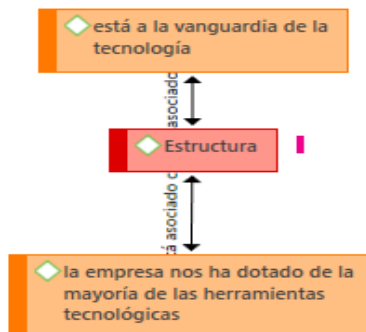 está a la vanguardia de la
tecnología
asociado
Estructura
tá asociado c
la empresa nos ha dotado de la
mayoría de las herramientas
tecnológicas